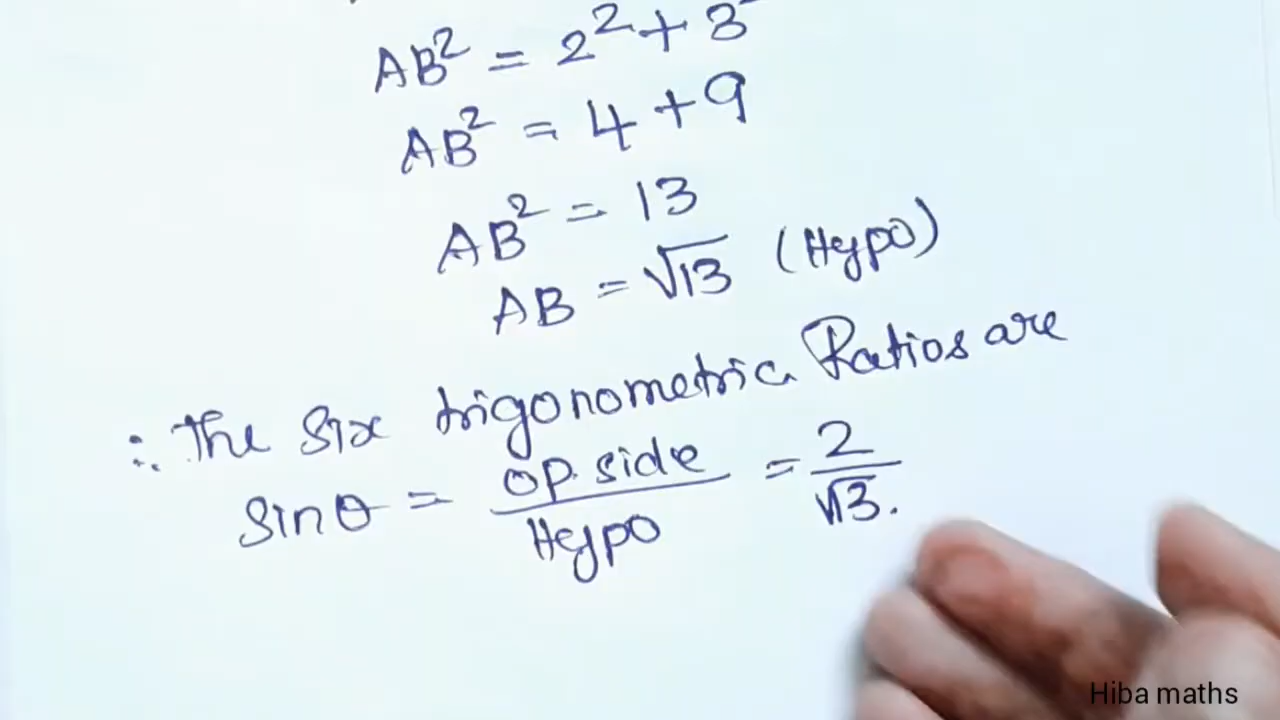 AB² = 2² + 3
AB² = 4 + 9
AB² = 13
AB = √13 (Hypo)
∴ The Six trigonometric Ratios are
Sinθ = OP. side / Hypo = 2 / √13.
Hiba maths